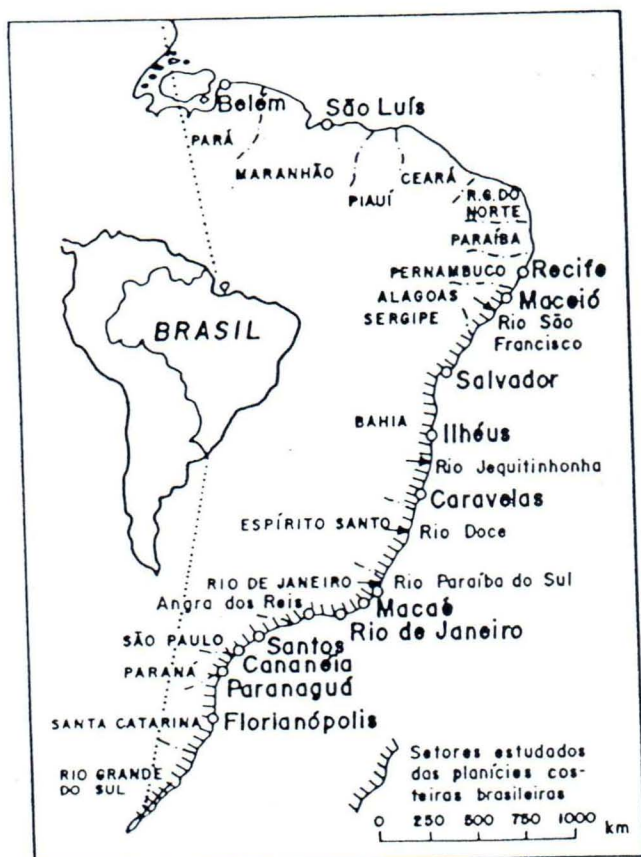 Belém
São Luís
PARÁ
MARANHÃO
PIAUÍ
CEARÁ
R.G. DO
NORTE
PARAÍBA
PERNAMBUCO
Recife
ALAGOAS
Maceió
SERGIPE
Rio São
Francisco
BRASIL
Salvador
BAHIA
Ilhéus
Rio Jequitinhonha
Caravelas
ESPÍRITO SANTO
Rio Doce
RIO DE JANEIRO
Rio Paraíba do Sul
Angra dos Reis
Macaé
Rio de Janeiro
SÃO PAULO
Santos
Cananéia
PARANÁ
Paranaguá
SANTA CATARINA
Florianópolis
RIO GRANDE
DO SUL
Setores estudados
das planícies cos-
teiras brasileiras
0 250 500 750 1000
km